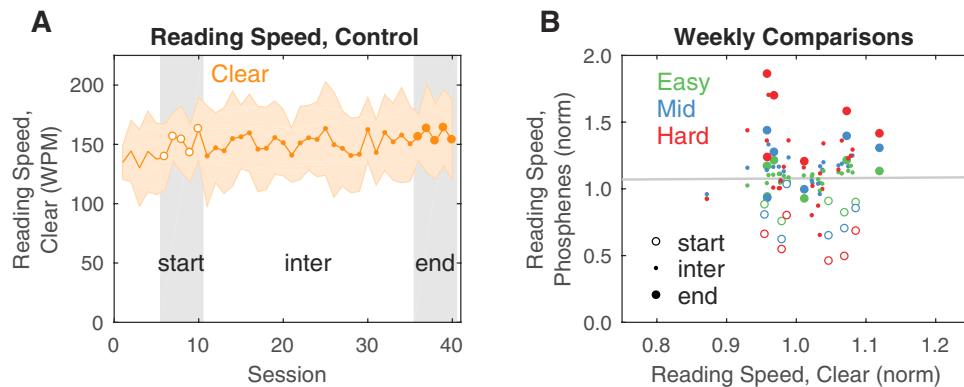 A
Reading Speed, Control
Reading Speed,
Clear (WPM)
200
150
100
50
0
Clear
start
inter
end
0
10
20
30
40
Session
B
Weekly Comparisons
Reading Speed,
Phosphenes (norm)
2.0
1.5
1.0
0.5
0.0
Easy
Mid
Hard
start
inter
end
0.8
0.9
1.0
1.1
1.2
Reading Speed, Clear (norm)